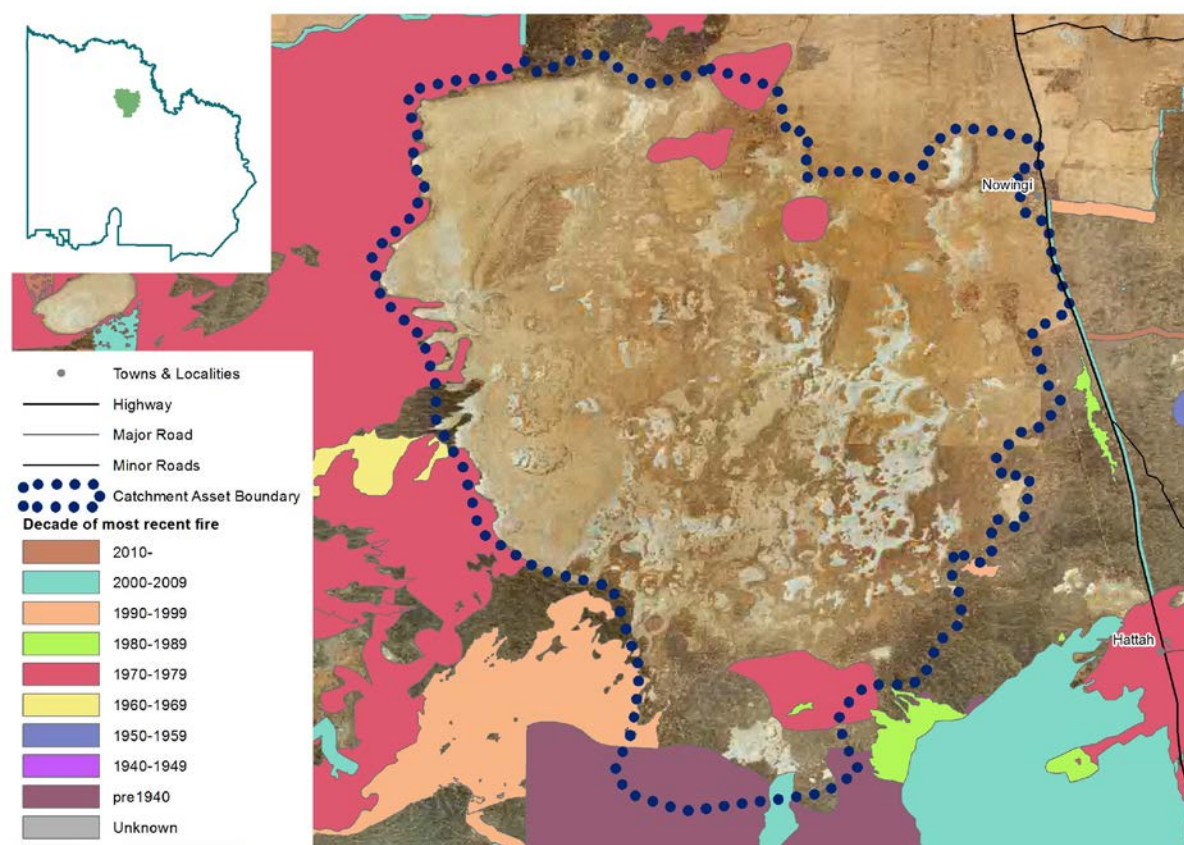 Nowingi
Towns & Localities
Highway
Major Road
Minor Roads
Catchment Asset Boundary
Decade of most recent fire
2010-
2000-2009
1990-1999
1980-1989
1970-1979
1960-1969
1950-1959
1940-1949
pre1940
Unknown
Hattah